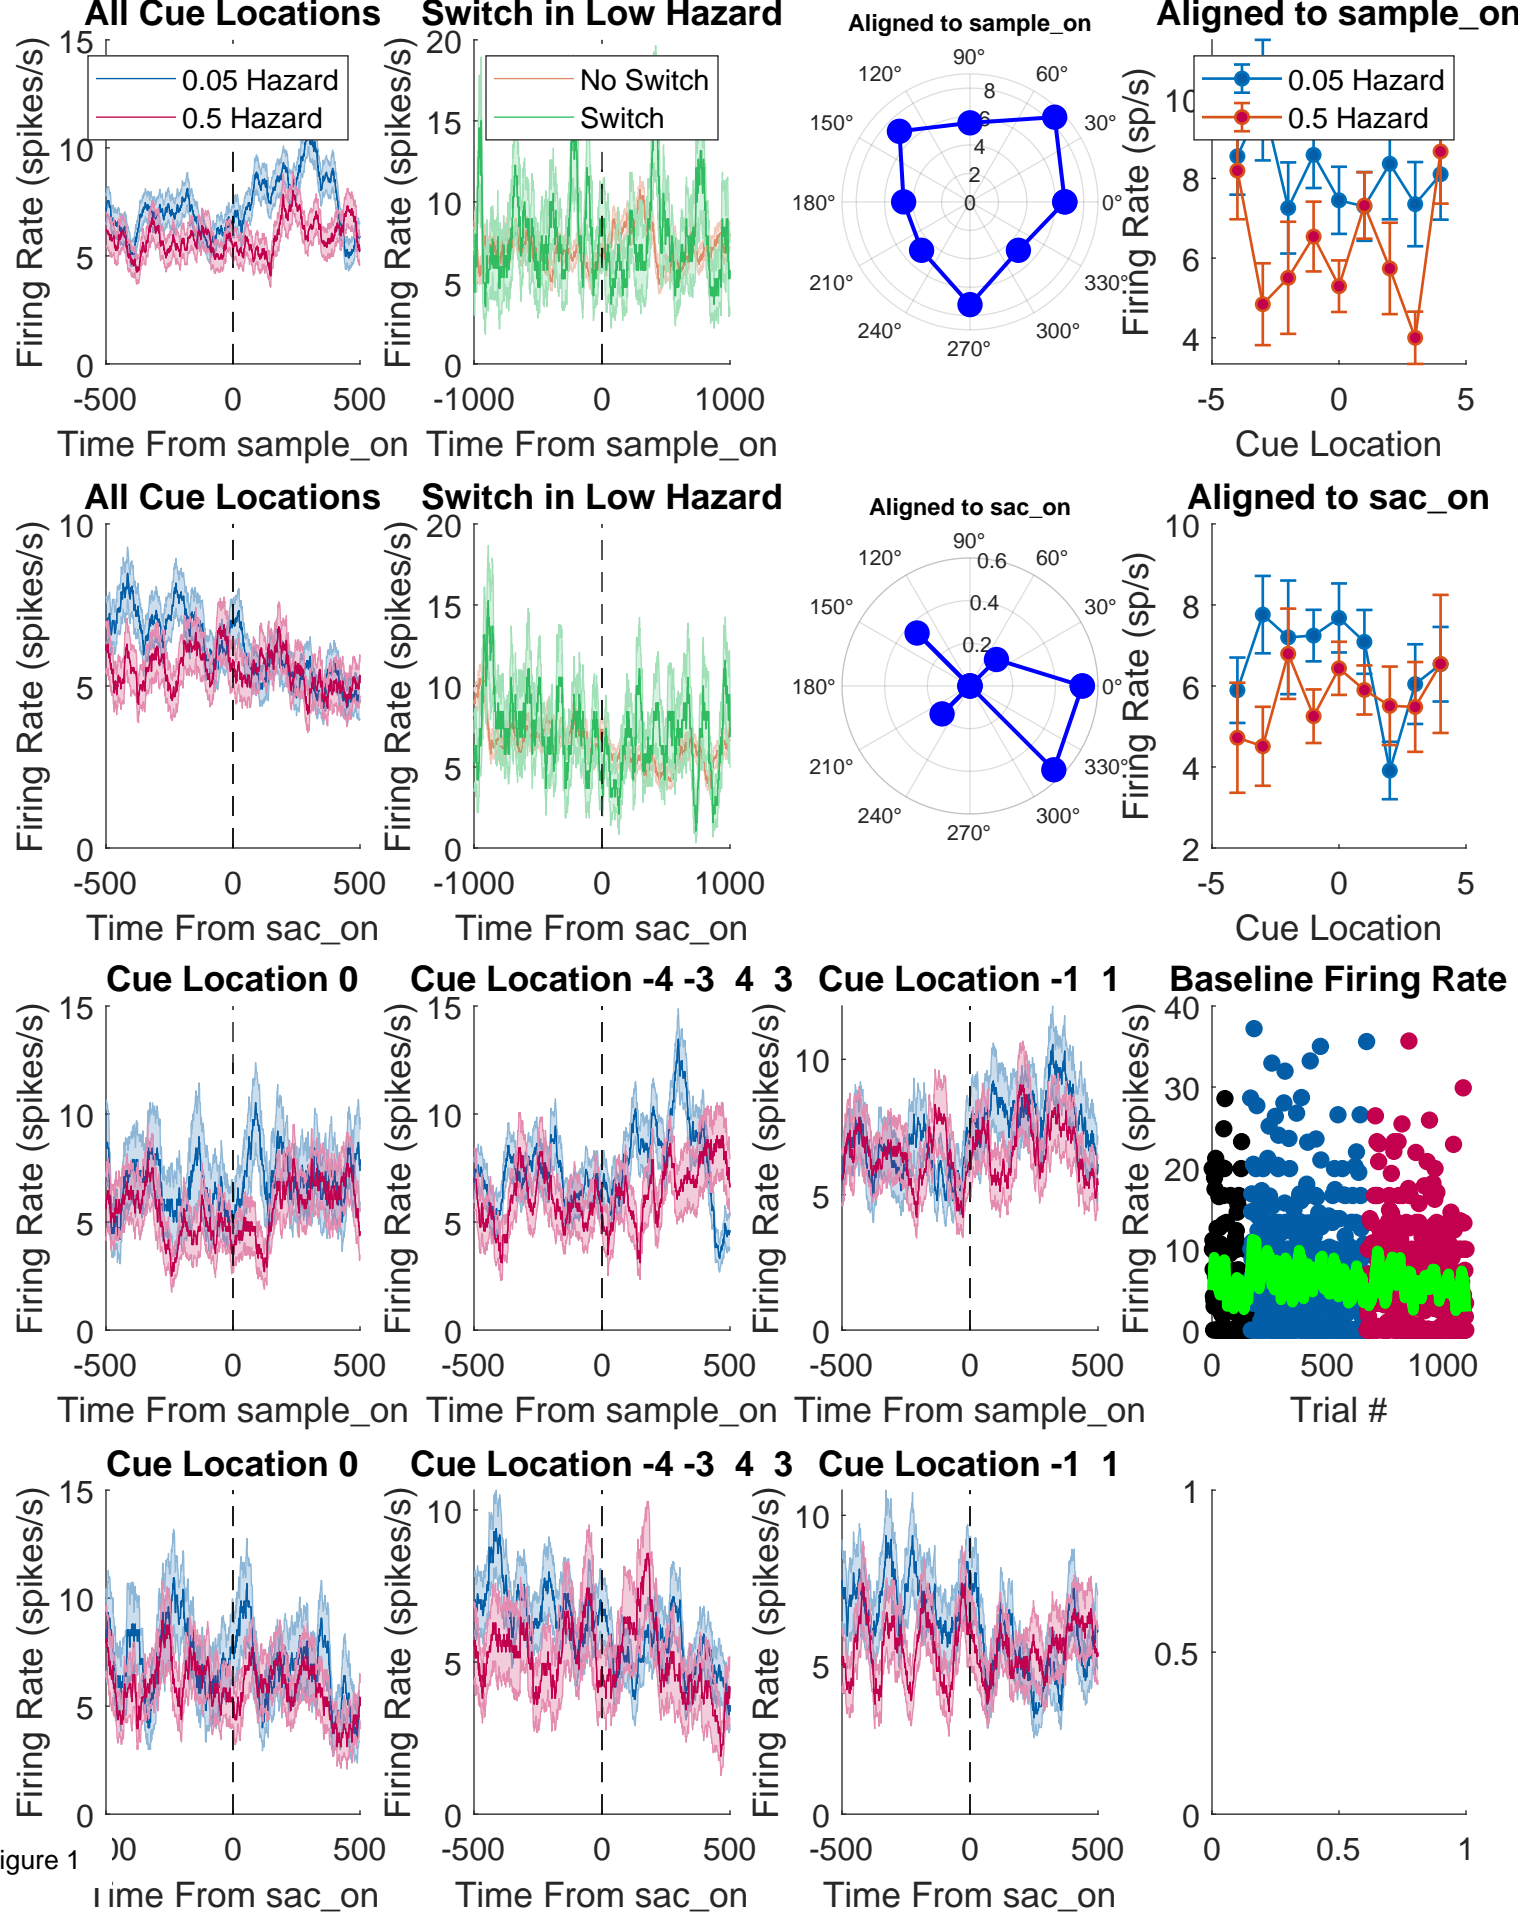 All Cue Locations
Switch in Low Hazard
Aligned to sample_on
Aligned to sample_on
Firing Rate (spikes/s)
15
10
5
0
0.05 Hazard
0.5 Hazard
-500 0 500
Time From sample_on
Firing Rate (spikes/s)
20
15
10
5
0
No Switch
Switch
-1000 0 1000
Time From sample_on
90°
120° 60°
150° 30°
180° 0°
210° 330°
240° 300°
270°
8
6
4
2
0
Firing Rate (sp/s)
10
8
6
4
0.05 Hazard
0.5 Hazard
-5 0 5
Cue Location
All Cue Locations
Switch in Low Hazard
Aligned to sac_on
Aligned to sac_on
Firing Rate (spikes/s)
10
5
0
-500 0 500
Time From sac_on
Firing Rate (spikes/s)
20
15
10
5
0
-1000 0 1000
Time From sac_on
90°
120° 60°
150° 30°
180° 0°
210° 330°
240° 300°
270°
0.6
0.4
0.2
Firing Rate (sp/s)
10
8
6
4
2
-5 0 5
Cue Location
Cue Location 0
Cue Location -4 -3 4 3
Cue Location -1 1
Baseline Firing Rate
Firing Rate (spikes/s)
15
10
5
0
-500 0 500
Time From sample_on
Firing Rate (spikes/s)
15
10
5
0
-500 0 500
Time From sample_on
Firing Rate (spikes/s)
10
5
0
-500 0 500
Time From sample_on
Firing Rate (spikes/s)
40
30
20
10
0
0 500 1000
Trial #
Cue Location 0
Cue Location -4 -3 4 3
Cue Location -1 1
Firing Rate (spikes/s)
15
10
5
0
00 0 500
Time From sac_on
Firing Rate (spikes/s)
10
5
0
-500 0 500
Time From sac_on
Firing Rate (spikes/s)
10
5
0
-500 0 500
Time From sac_on
1
0.5
0
0 0.5 1
igure 1